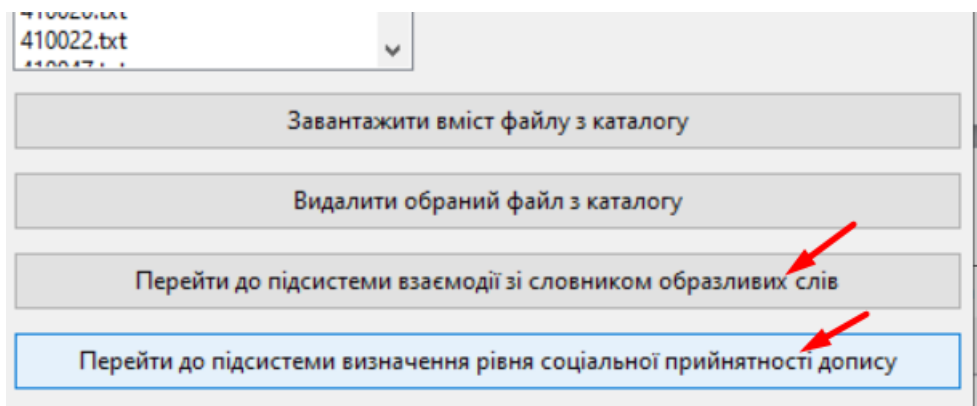 410022.txt
Завантажити вміст файлу з каталогу
Видалити обраний файл з каталогу
Перейти до підсистеми взаємодії зі словником образливих слів
Перейти до підсистеми визначення рівня соціальної прийнятності допису